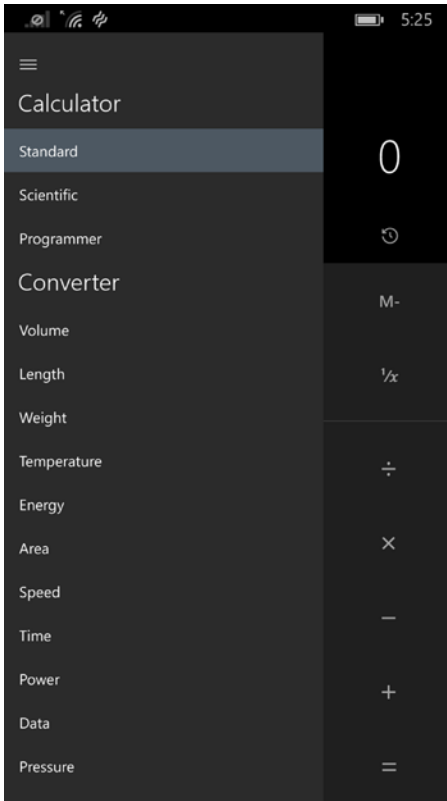 5:25
Calculator
Standard
0
Scientific
Programmer
Converter
M-
Volume
Length
¹/x
Weight
Temperature
÷
Energy
Area
×
Speed
−
Time
Power
+
Data
Pressure
=